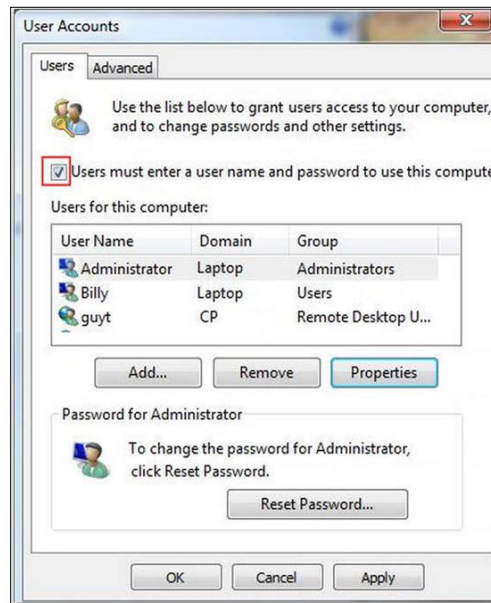 User Accounts
Users Advanced
Use the list below to grant users access to your computer,
and to change passwords and other settings.
Users must enter a user name and password to use this compute
Users for this computer:
User Name Domain Group
Administrator Laptop Administrators
Billy Laptop Users
guyt CP Remote Desktop U...
Add... Remove Properties
Password for Administrator
To change the password for Administrator,
click Reset Password.
Reset Password...
OK Cancel Apply